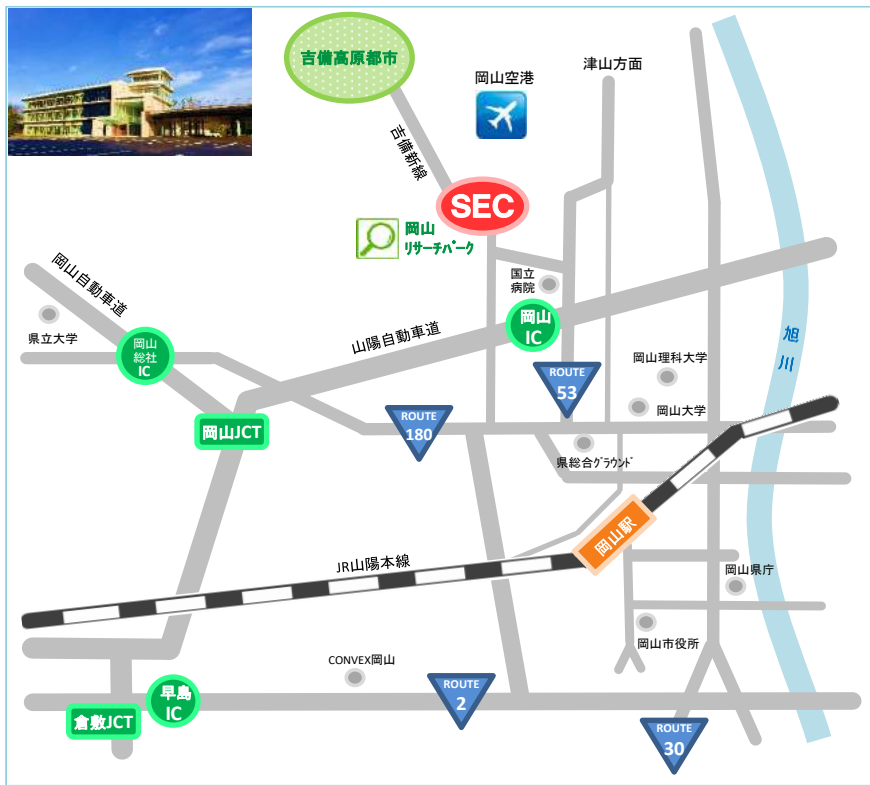 吉備高原都市
岡山空港
津山方面
吉備新線
SEC
岡山
ﾘｻｰﾁﾊﾟｰｸ
国立
病院
岡山自動車道
県立大学
岡山
総社
IC
山陽自動車道
岡山
IC
旭川
岡山理科大学
ROUTE
53
岡山大学
ROUTE
180
岡山JCT
県総合ｸﾞﾗｳﾝﾄﾞ
岡山駅
JR山陽本線
岡山県庁
岡山市役所
CONVEX岡山
ROUTE
2
早島
IC
倉敷JCT
ROUTE
30